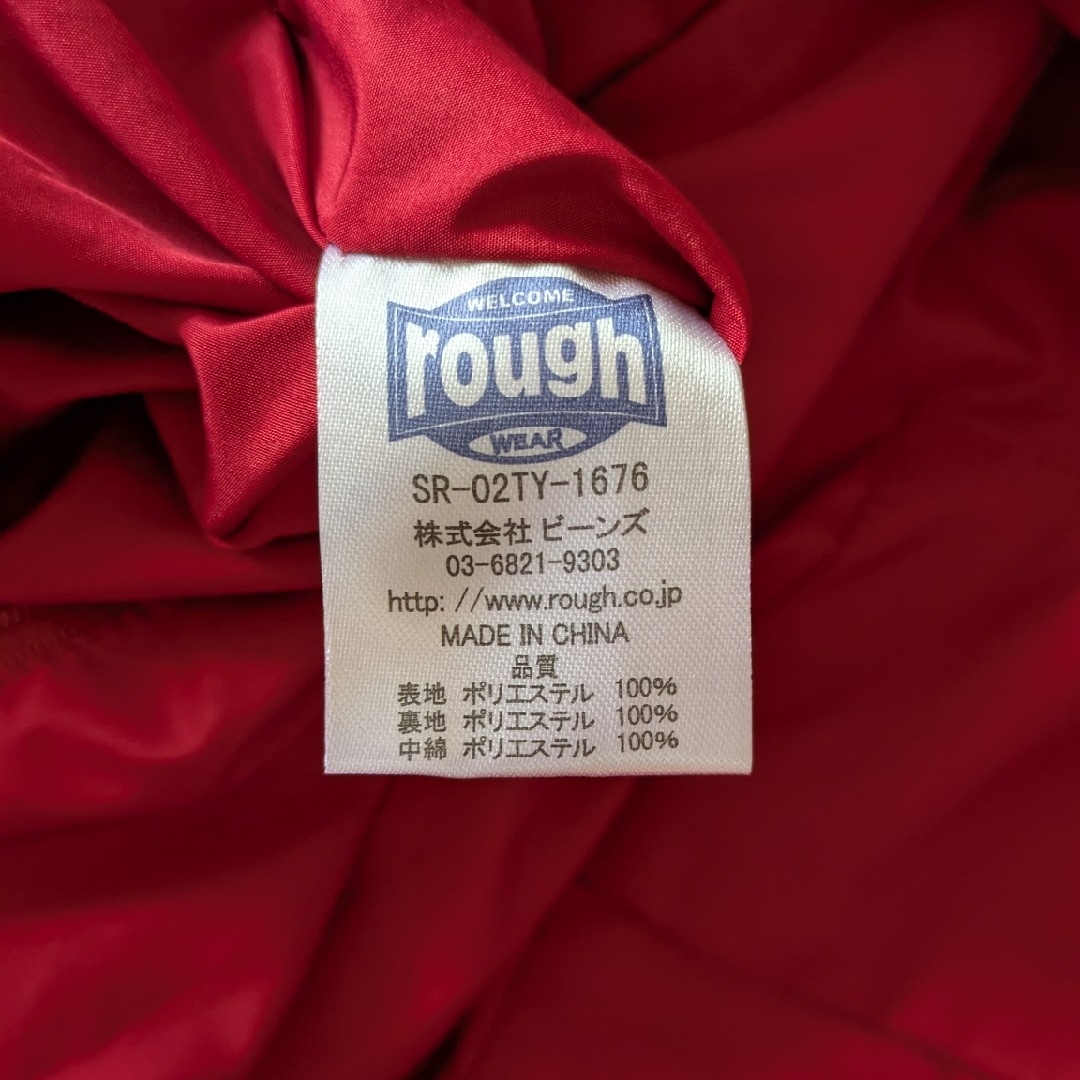 WELCOME
rough
WEAR
SR-02TY-1676
株式会社 ビーンズ
03-6821-9303
http://www.rough.co.jp
MADE IN CHINA
品質
表地 ポリエステル 100%
裏地 ポリエステル 100%
中綿 ポリエステル 100%